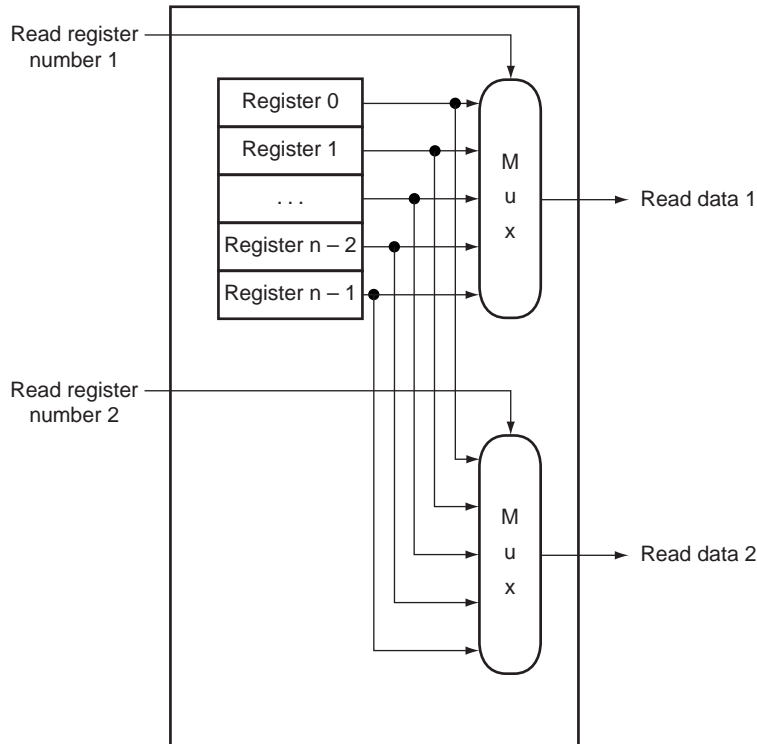 Read register
number 1
Register 0
Register 1
. . .
Register n – 2
Register n – 1
M
u
x
Read data 1
Read register
number 2
M
u
x
Read data 2